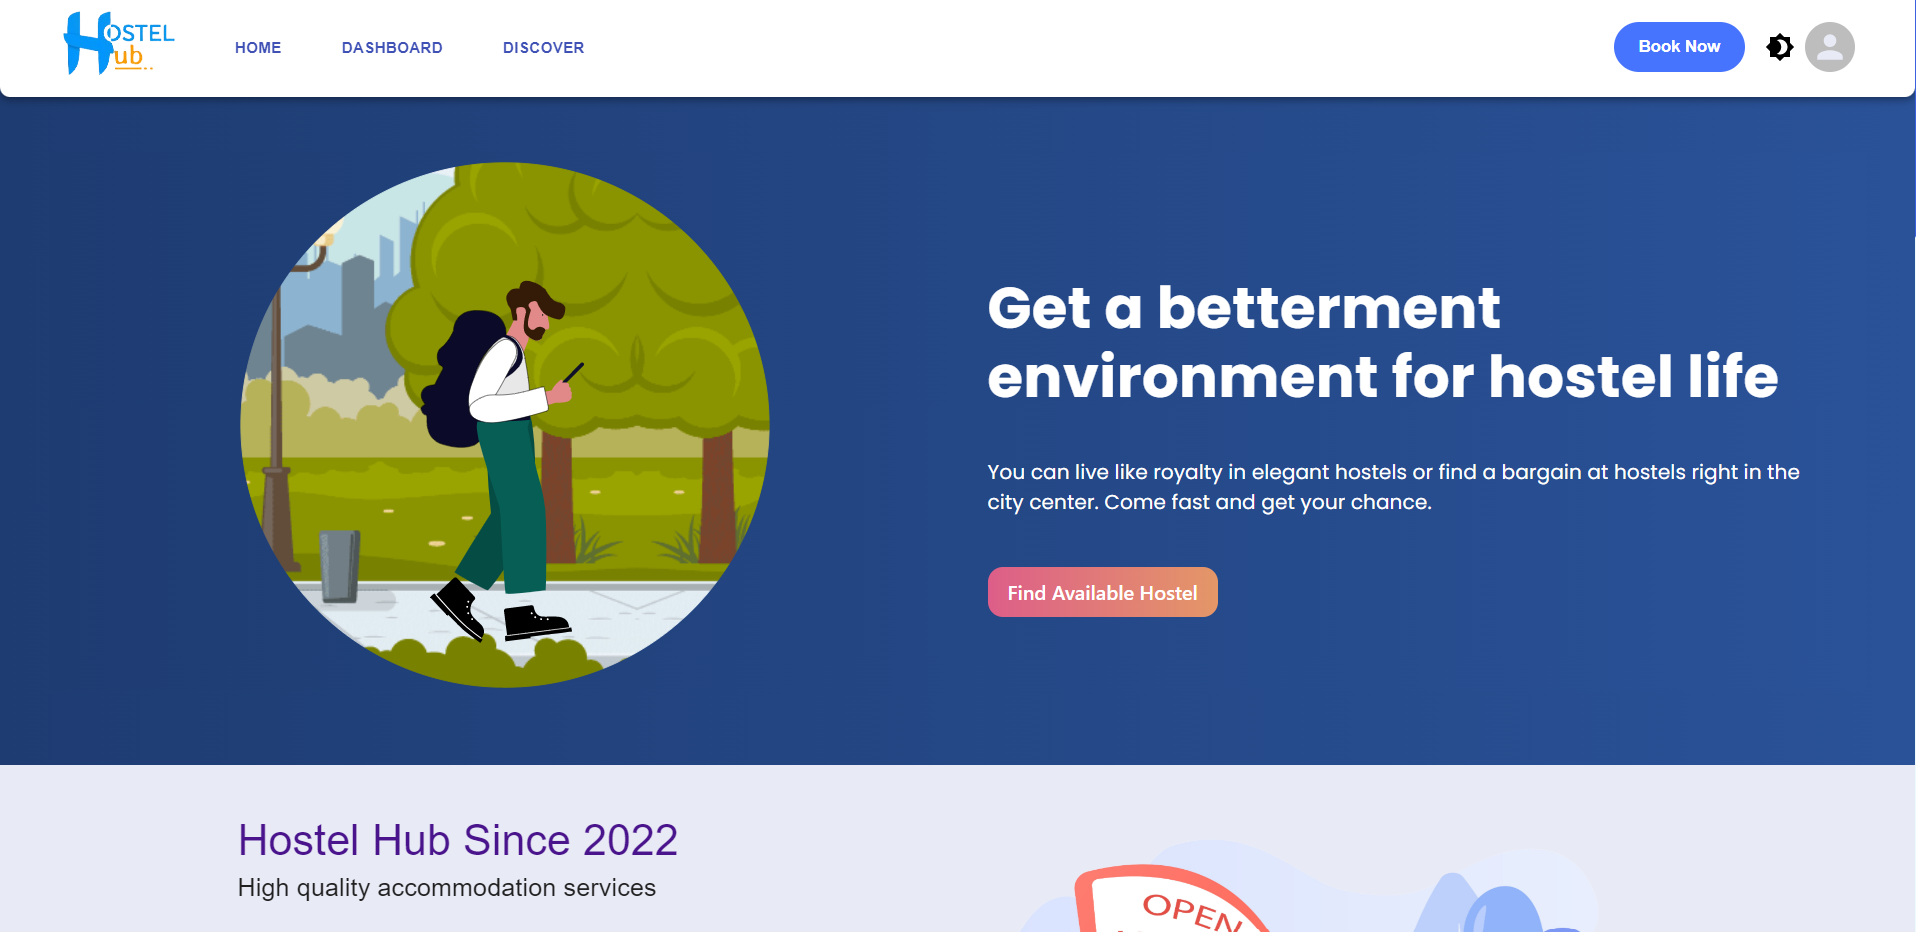 HOSTEL
Hub
HOME
DASHBOARD
DISCOVER
Book Now
Get a betterment
environment for hostel life
You can live like royalty in elegant hostels or find a bargain at hostels right in the
city center. Come fast and get your chance.
Find Available Hostel
Hostel Hub Since 2022
High quality accommodation services
OPEN